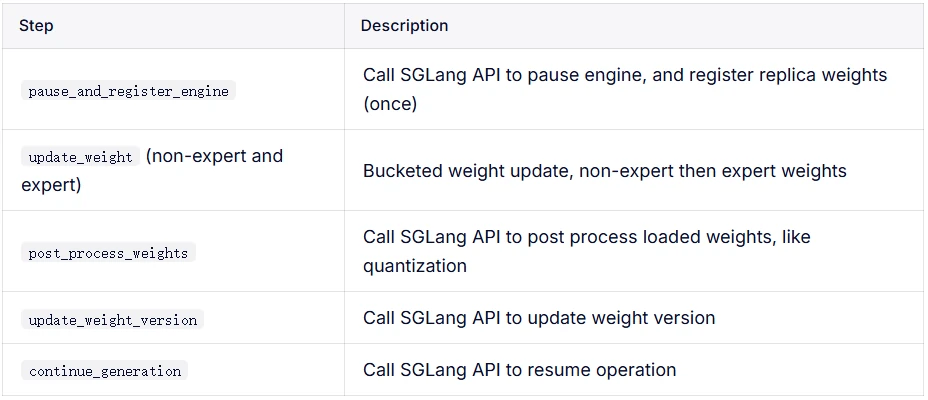 Step Description
pause_and_register_engine Call SGLang API to pause engine, and register replica weights
(once)
update_weight (non-expert and
expert) Bucketed weight update, non-expert then expert weights
post_process_weights Call SGLang API to post process loaded weights, like
quantization
update_weight_version Call SGLang API to update weight version
continue_generation Call SGLang API to resume operation